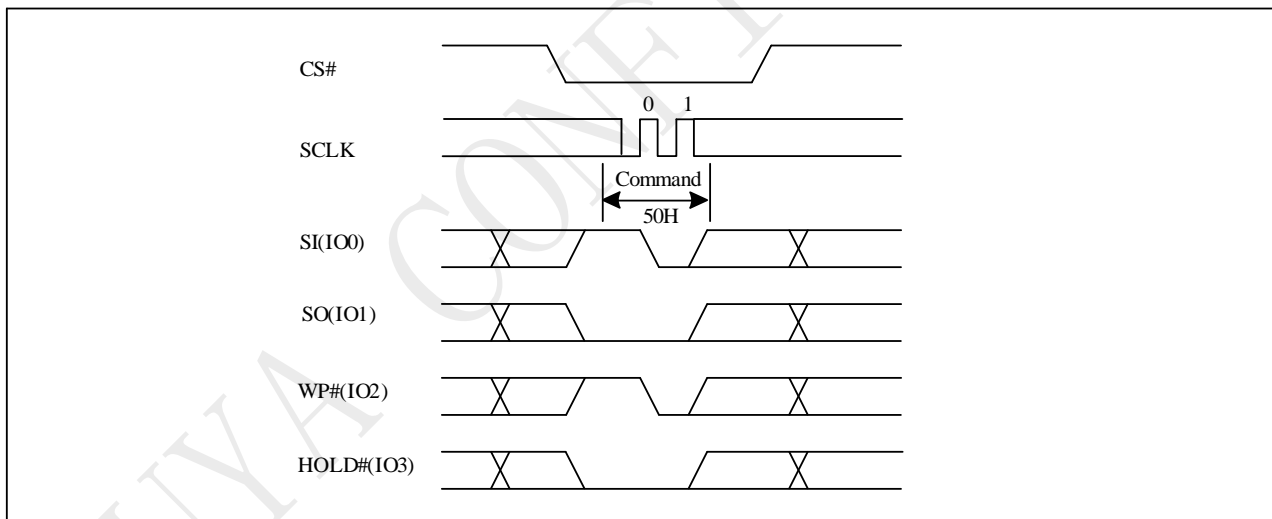 CS#
0 1
SCLK
Command
50H
SI(IO0)
SO(IO1)
WP#(IO2)
HOLD#(IO3)